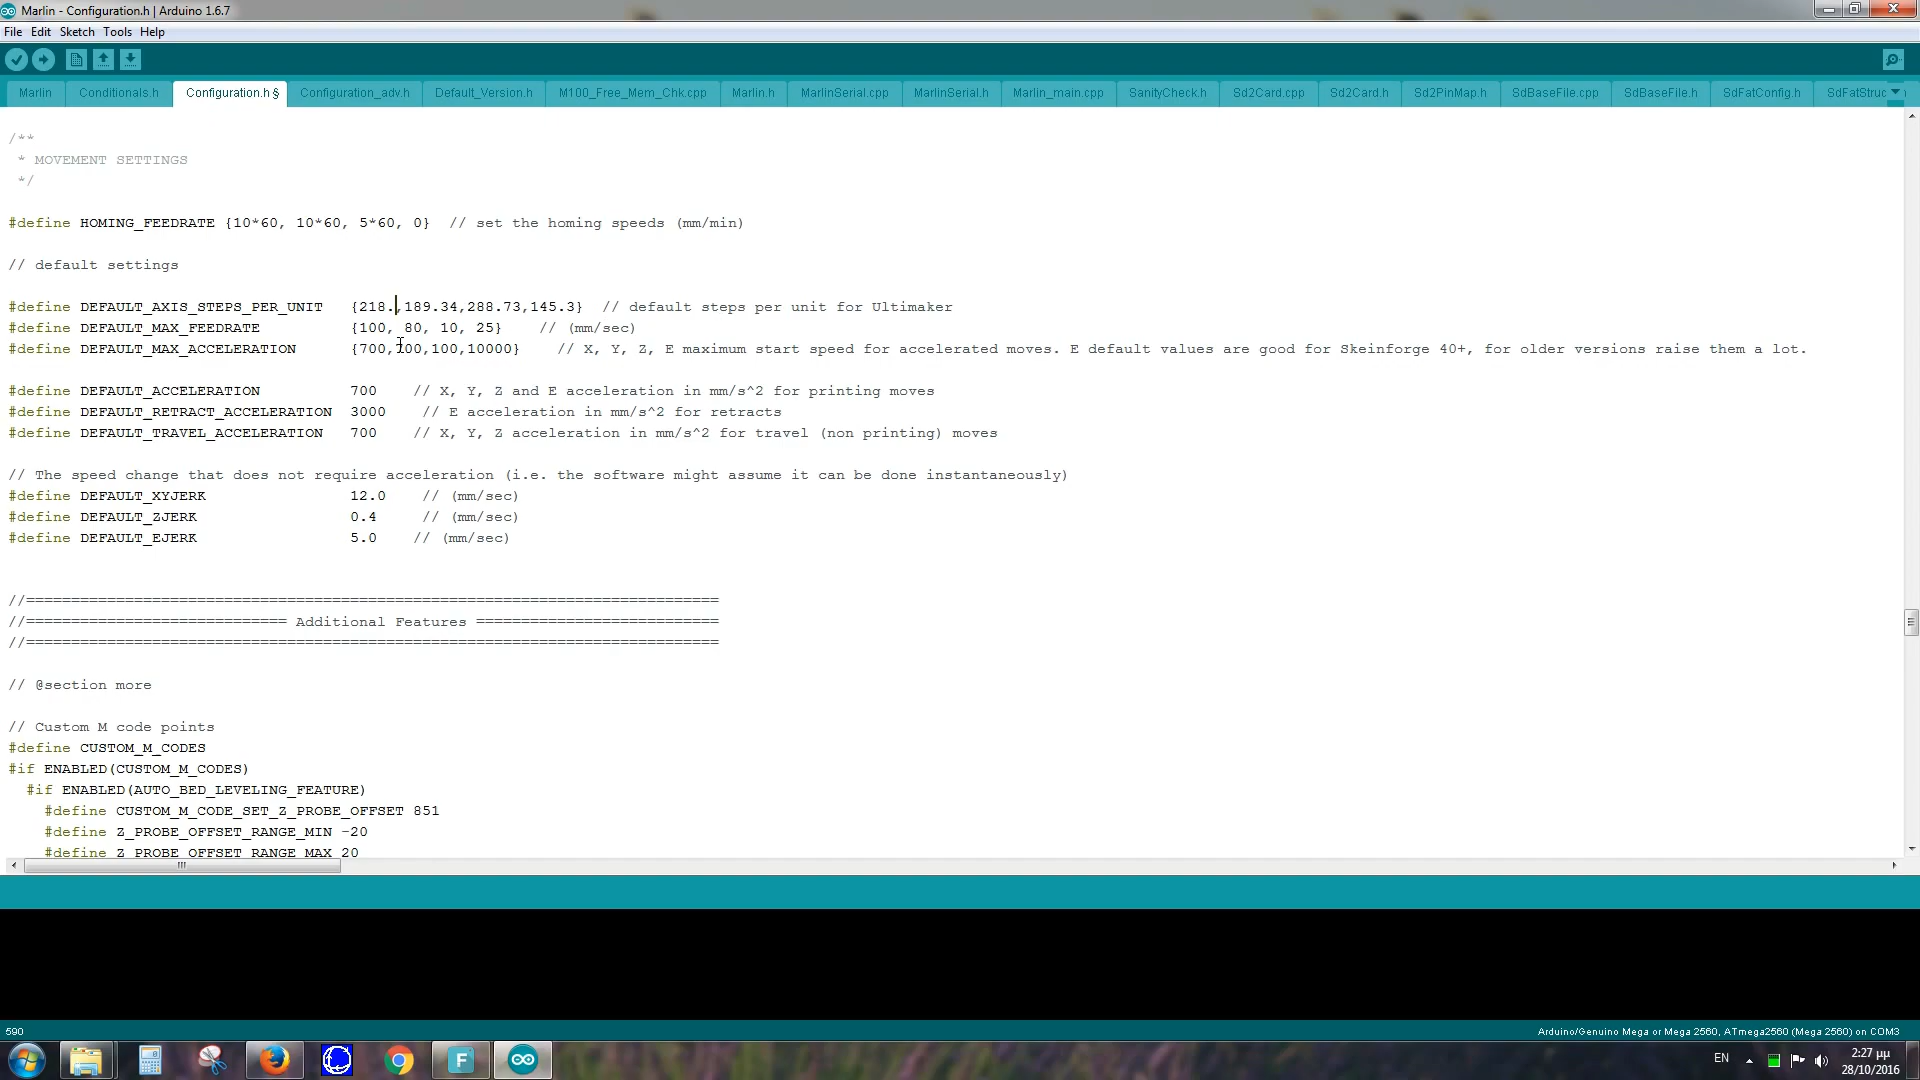 Marlin - Configuration.h | Arduino 1.6.7
File Edit Sketch Tools Help
Marlin Conditionals.h Configuration.h § Configuration_adv.h Default_Version.h M100_Free_Mem_Chk.cpp Marlin.h MarlinSerial.cpp MarlinSerial.h Marlin_main.cpp SanityCheck.h Sd2Card.cpp Sd2Card.h Sd2PinMap.h SdBaseFile.cpp SdBaseFile.h SdFatConfig.h SdFatStruc
/**
* MOVEMENT SETTINGS
*/
#define HOMING_FEEDRATE {10*60, 10*60, 5*60, 0} // set the homing speeds (mm/min)
// default settings
#define DEFAULT_AXIS_STEPS_PER_UNIT {218.,189.34,288.73,145.3} // default steps per unit for Ultimaker
#define DEFAULT_MAX_FEEDRATE {100, 80, 10, 25} // (mm/sec)
#define DEFAULT_MAX_ACCELERATION {700,700,100,10000} // X, Y, Z, E maximum start speed for accelerated moves. E default values are good for Skeinforge 40+, for older versions raise them a lot.
#define DEFAULT_ACCELERATION 700 // X, Y, Z and E acceleration in mm/s^2 for printing moves
#define DEFAULT_RETRACT_ACCELERATION 3000 // E acceleration in mm/s^2 for retracts
#define DEFAULT_TRAVEL_ACCELERATION 700 // X, Y, Z acceleration in mm/s^2 for travel (non printing) moves
// The speed change that does not require acceleration (i.e. the software might assume it can be done instantaneously)
#define DEFAULT_XYJERK 12.0 // (mm/sec)
#define DEFAULT_ZJERK 0.4 // (mm/sec)
#define DEFAULT_EJERK 5.0 // (mm/sec)
//=============================================================================
//============================= Additional Features ===========================
//=============================================================================
// @section more
// Custom M code points
#define CUSTOM_M_CODES
#if ENABLED(CUSTOM_M_CODES)
#if ENABLED(AUTO_BED_LEVELING_FEATURE)
#define CUSTOM_M_CODE_SET_Z_PROBE_OFFSET 851
#define Z_PROBE_OFFSET_RANGE_MIN -20
#define Z_PROBE_OFFSET_RANGE_MAX 20
590
Arduino/Genuino Mega or Mega 2560, ATmega2560 (Mega 2560) on COM3
F
EN
2:27 μμ
28/10/2016